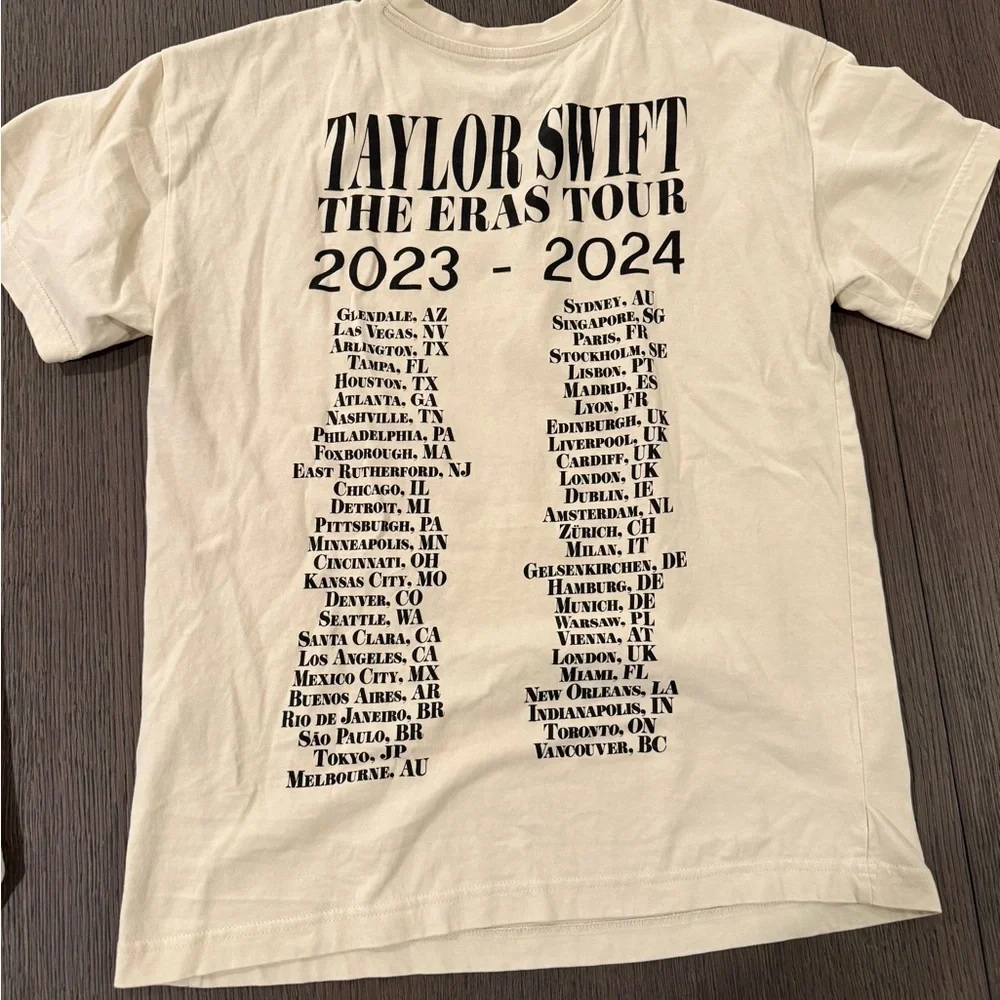 TAYLOR SWIFT
THE ERAS TOUR
2023 - 2024
GLENDALE, AZ
LAS VEGAS, NV
ARLINGTON, TX
TAMPA, FL
HOUSTON, TX
ATLANTA, GA
NASHVILLE, TN
PHILADELPHIA, PA
FOXBOROUGH, MA
EAST RUTHERFORD, NJ
CHICAGO, IL
DETROIT, MI
PITTSBURGH, PA
MINNEAPOLIS, MN
CINCINNATI, OH
KANSAS CITY, MO
DENVER, CO
SEATTLE, WA
SANTA CLARA, CA
LOS ANGELES, CA
MEXICO CITY, MX
BUENOS AIRES, AR
RIO DE JANEIRO, BR
SÃO PAULO, BR
TOKYO, JP
MELBOURNE, AU
SYDNEY, AU
SINGAPORE, SG
PARIS, FR
STOCKHOLM, SE
LISBON, PT
MADRID, ES
LYON, FR
EDINBURGH, UK
LIVERPOOL, UK
CARDIFF, UK
LONDON, UK
DUBLIN, IE
AMSTERDAM, NL
ZÜRICH, CH
MILAN, IT
GELSENKIRCHEN, DE
HAMBURG, DE
MUNICH, DE
WARSAW, PL
VIENNA, AT
LONDON, UK
MIAMI, FL
NEW ORLEANS, LA
INDIANAPOLIS, IN
TORONTO, ON
VANCOUVER, BC